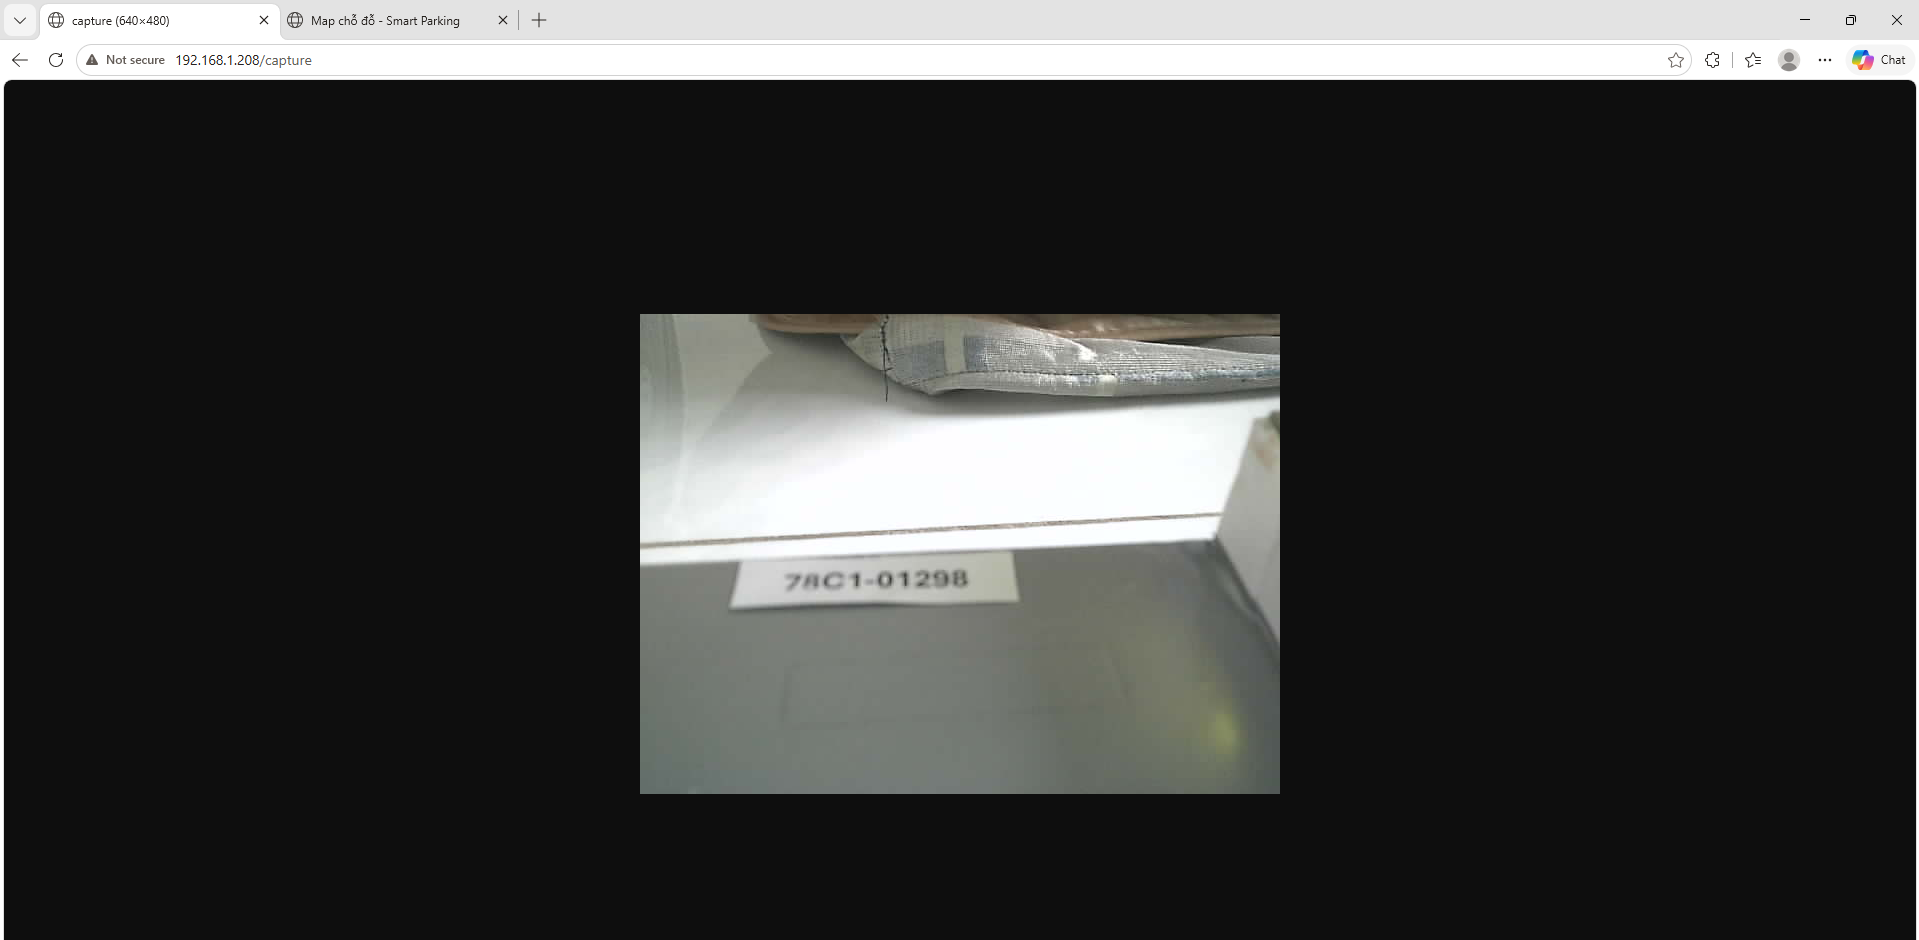 capture (640×480)
Map chỗ đỗ - Smart Parking
Not secure
192.168.1.208/capture
Chat
78C1-01298